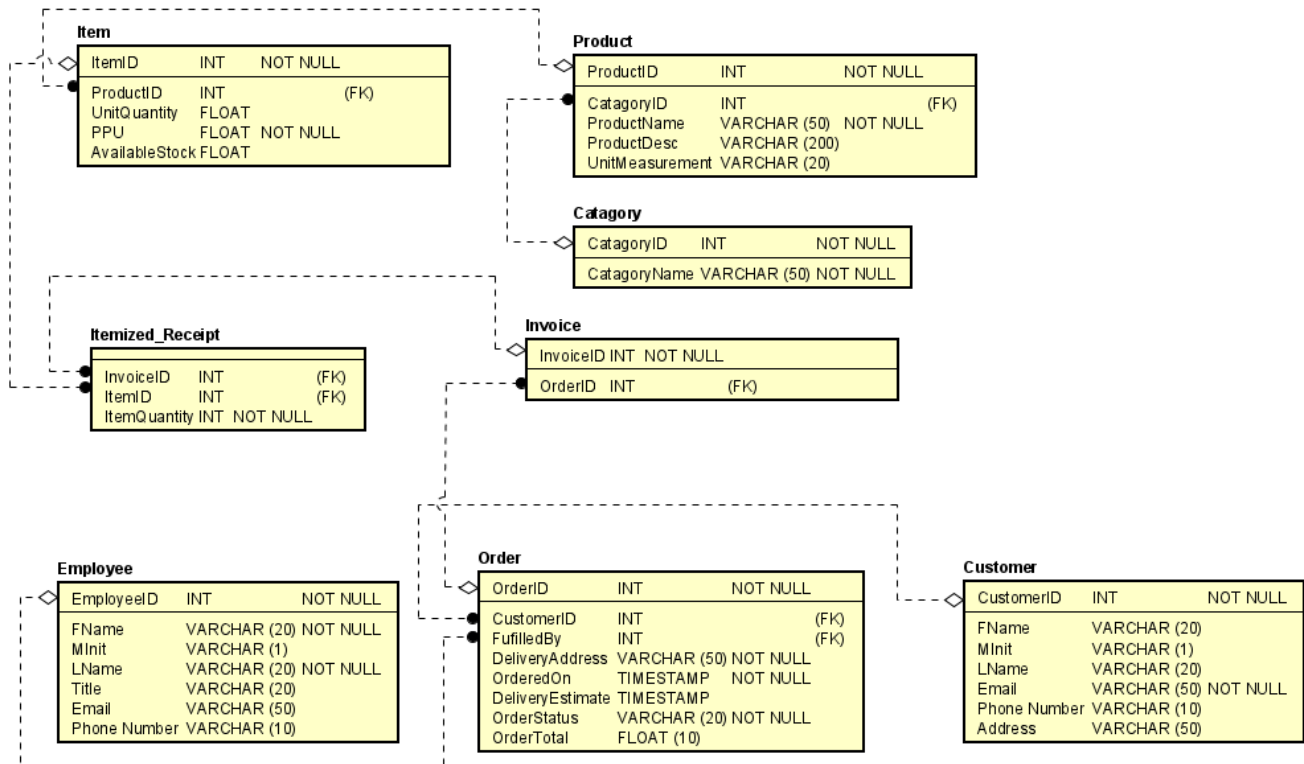 Item
ItemID INT NOT NULL
ProductID INT (FK)
UnitQuantity FLOAT
PPU FLOAT NOT NULL
AvailableStock FLOAT
Product
ProductID INT NOT NULL
CatagoryID INT (FK)
ProductName VARCHAR (50) NOT NULL
ProductDesc VARCHAR (200)
UnitMeasurement VARCHAR (20)
Catagory
CatagoryID INT NOT NULL
CatagoryName VARCHAR (50) NOT NULL
Itemized_Receipt
InvoiceID INT (FK)
ItemID INT (FK)
ItemQuantity INT NOT NULL
Invoice
InvoiceID INT NOT NULL
OrderID INT (FK)
Employee
EmployeeID INT NOT NULL
FName VARCHAR (20) NOT NULL
MInit VARCHAR (1)
LName VARCHAR (20) NOT NULL
Title VARCHAR (20)
Email VARCHAR (50)
Phone Number VARCHAR (10)
Order
OrderID INT NOT NULL
CustomerID INT (FK)
FufilledBy INT (FK)
DeliveryAddress VARCHAR (50) NOT NULL
OrderedOn TIMESTAMP NOT NULL
DeliveryEstimate TIMESTAMP
OrderStatus VARCHAR (20) NOT NULL
OrderTotal FLOAT (10)
Customer
CustomerID INT NOT NULL
FName VARCHAR (20)
MInit VARCHAR (1)
LName VARCHAR (20)
Email VARCHAR (50) NOT NULL
Phone Number VARCHAR (10)
Address VARCHAR (50)